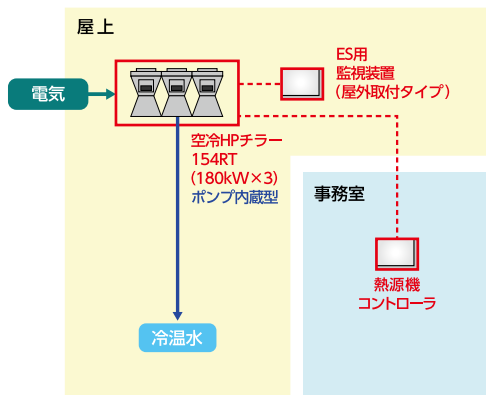 屋上
ES用
監視装置
（屋外取付タイプ）
電気
空冷HPチラー
154RT
（180kW×3）
ポンプ内蔵型
事務室
熱源機
コントローラ
冷温水